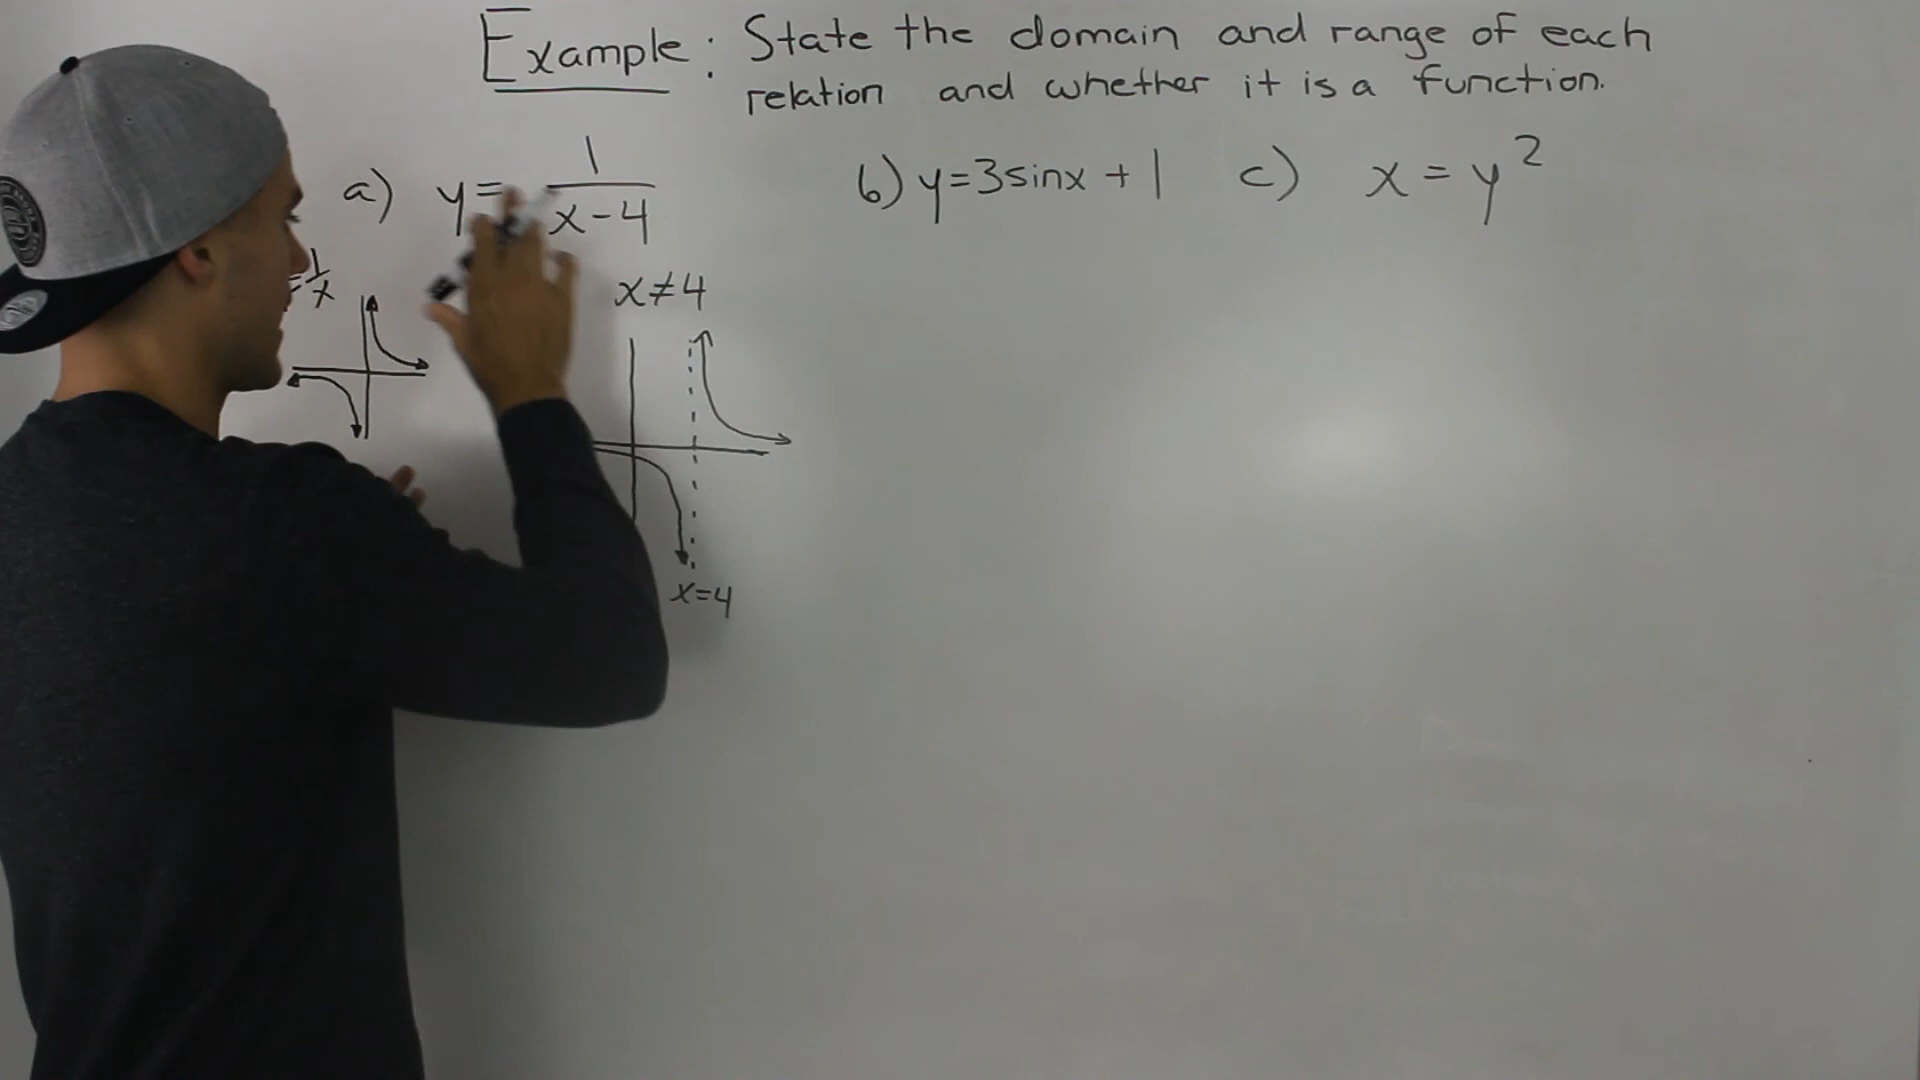 Example: State the domain and range of each
relation and whether it is a function.
a) y = 1/(x-4)
b) y=3sinx + 1
c) x = y²
=1/x
x≠4
x=4